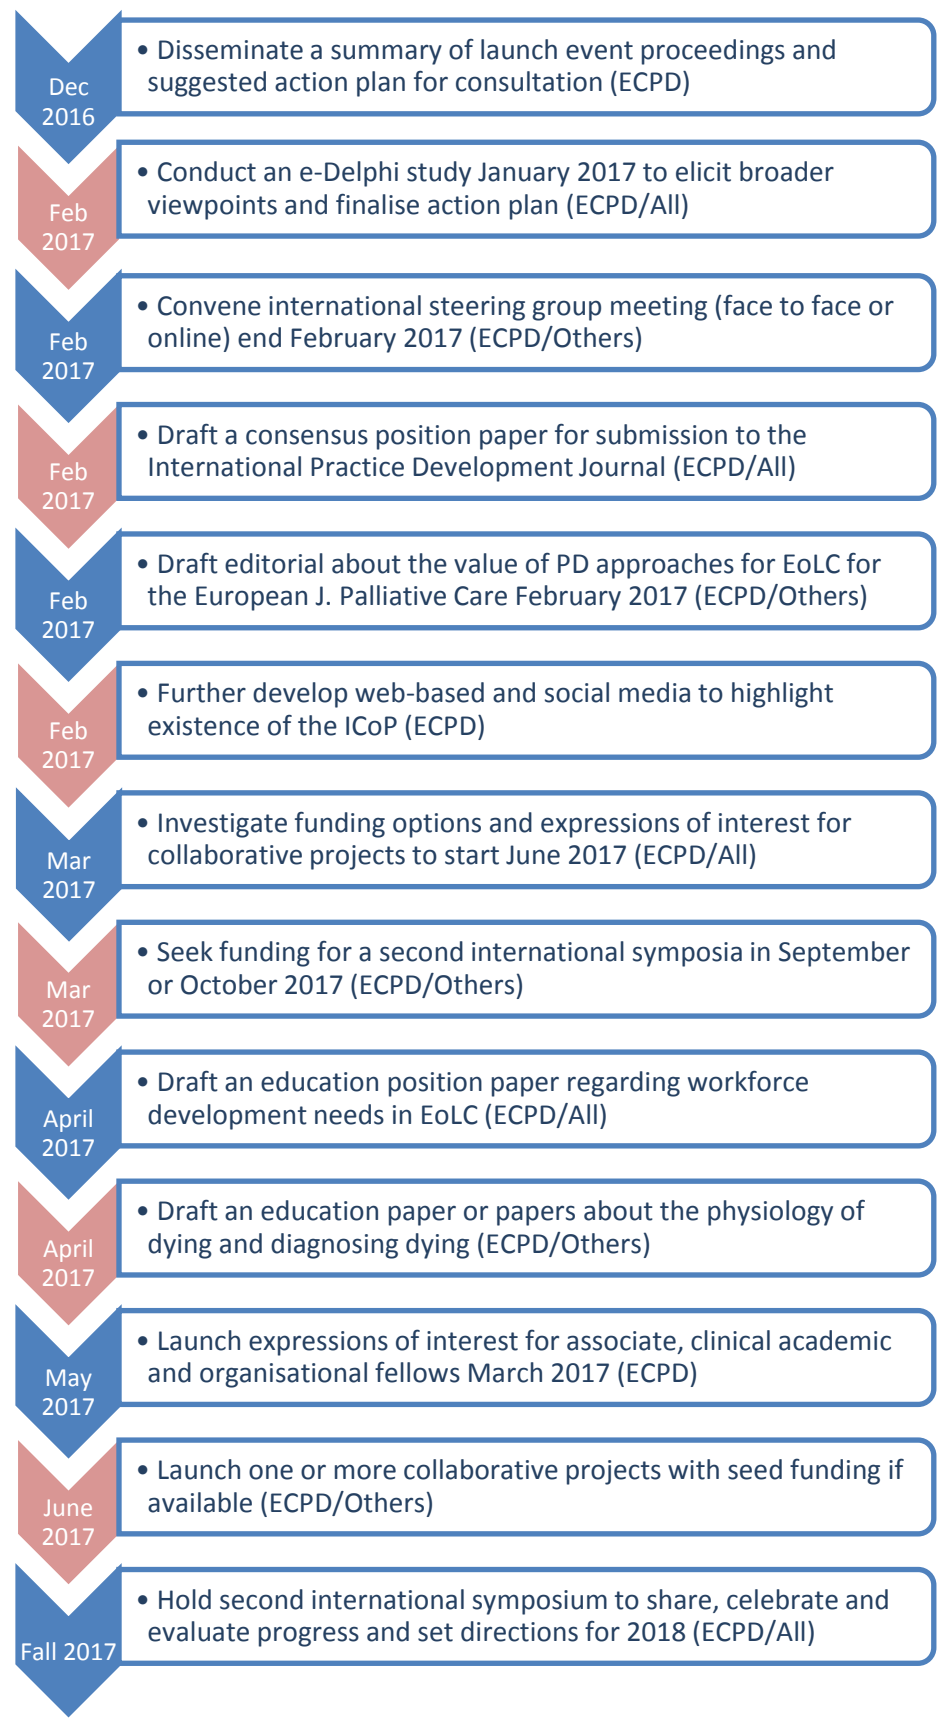 Dec
2016
• Disseminate a summary of launch event proceedings and
suggested action plan for consultation (ECPD)
Feb
2017
• Conduct an e-Delphi study January 2017 to elicit broader
viewpoints and finalise action plan (ECPD/All)
Feb
2017
• Convene international steering group meeting (face to face or
online) end February 2017 (ECPD/Others)
Feb
2017
• Draft a consensus position paper for submission to the
International Practice Development Journal (ECPD/All)
Feb
2017
• Draft editorial about the value of PD approaches for EoLC for
the European J. Palliative Care February 2017 (ECPD/Others)
Feb
2017
• Further develop web-based and social media to highlight
existence of the ICoP (ECPD)
Mar
2017
• Investigate funding options and expressions of interest for
collaborative projects to start June 2017 (ECPD/All)
Mar
2017
• Seek funding for a second international symposia in September
or October 2017 (ECPD/Others)
April
2017
• Draft an education position paper regarding workforce
development needs in EoLC (ECPD/All)
April
2017
• Draft an education paper or papers about the physiology of
dying and diagnosing dying (ECPD/Others)
May
2017
• Launch expressions of interest for associate, clinical academic
and organisational fellows March 2017 (ECPD)
June
2017
• Launch one or more collaborative projects with seed funding if
available (ECPD/Others)
Fall 2017
• Hold second international symposium to share, celebrate and
evaluate progress and set directions for 2018 (ECPD/All)